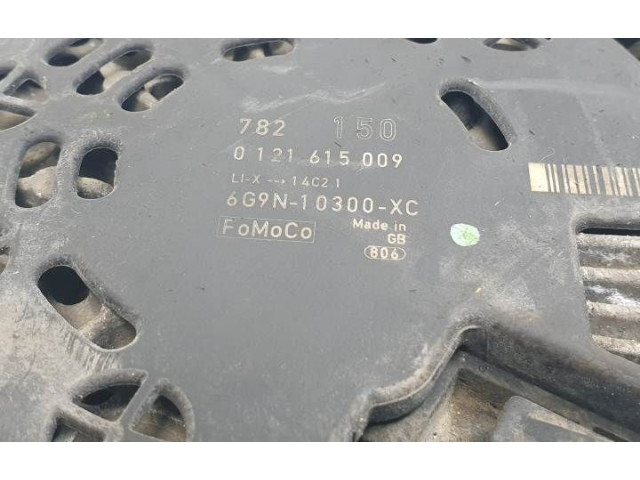 782 150
0 121 615 009
LI-X --→ 14C2.1
6G9N-10300-XC
FoMoCo
Made in
GB
806